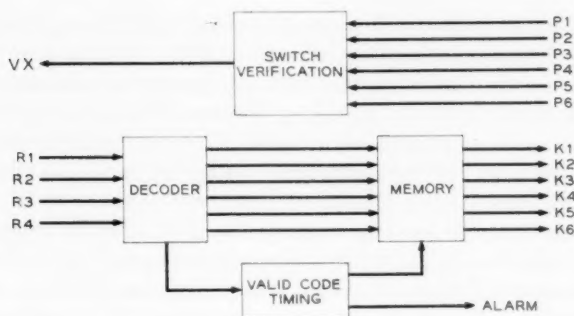 P1
P2
P3
P4
P5
P6
SWITCH
VERIFICATION
VX
R1
R2
R3
R4
DECODER
MEMORY
K1
K2
K3
K4
K5
K6
VALID CODE
TIMING
ALARM